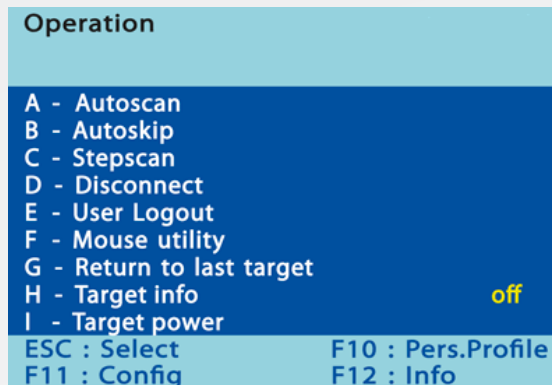 Operation
A - Autoscan
B - Autoskip
C - Stepscan
D - Disconnect
E - User Logout
F - Mouse utility
G - Return to last target
H - Target info off
I - Target power
ESC : Select F10 : Pers.Profile
F11 : Config F12 : Info